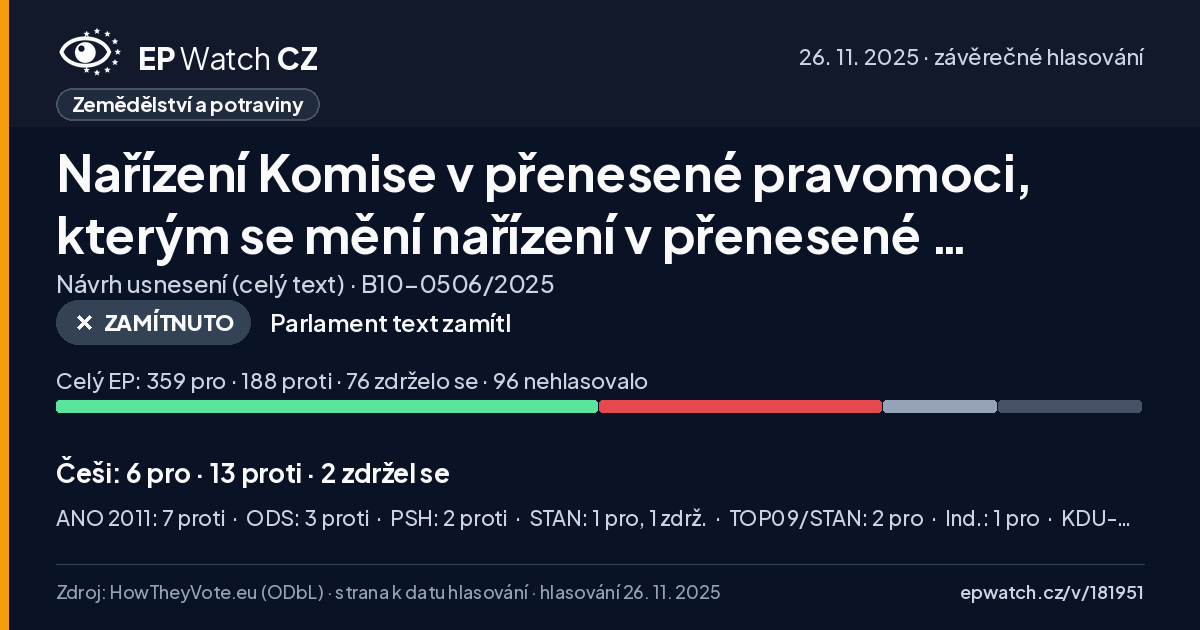 EP Watch CZ
26. 11. 2025 · závěrečné hlasování
Zemědělství a potraviny
Nařízení Komise v přenesené pravomoci,
kterým se mění nařízení v přenesené ...
Návrh usnesení (celý text) · B10–0506/2025
✕ ZAMÍTNUTO Parlament text zamítl
Celý EP: 359 pro · 188 proti · 76 zdrželo se · 96 nehlasovalo
Češi: 6 pro · 13 proti · 2 zdržel se
ANO 2011: 7 proti · ODS: 3 proti · PSH: 2 proti · STAN: 1 pro, 1 zdrž. · TOP09/STAN: 2 pro · Ind.: 1 pro · KDU-...
Zdroj: HowTheyVote.eu (ODbL) · strana k datu hlasování · hlasování 26. 11. 2025
epwatch.cz/v/181951